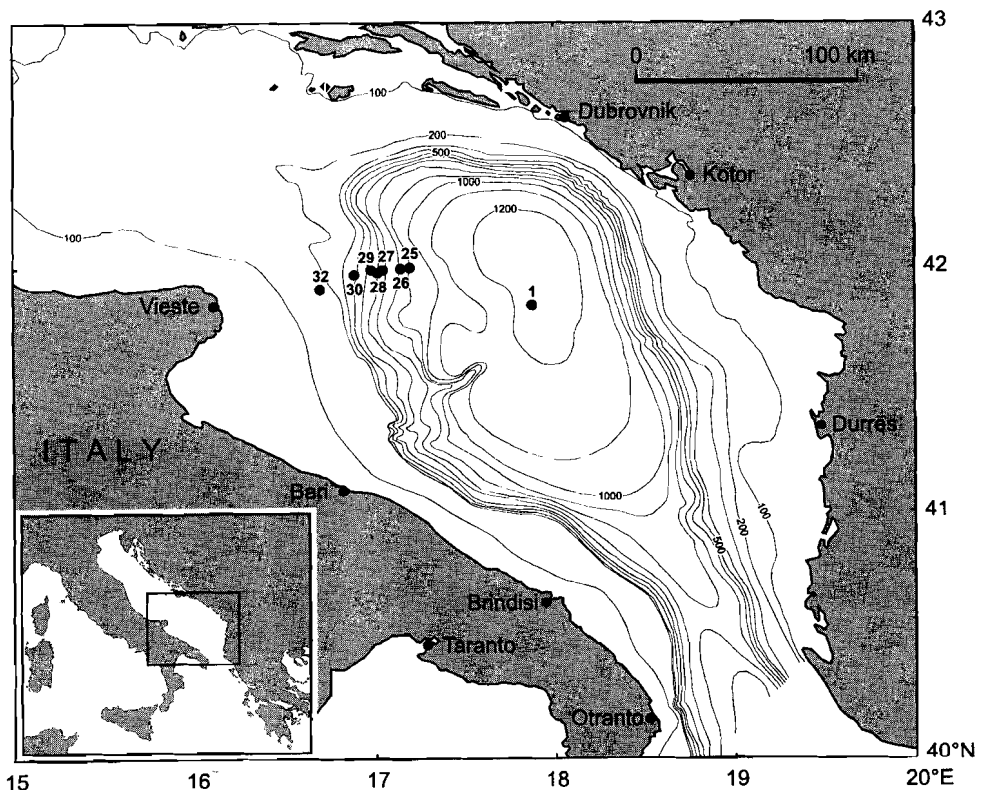 43
0 100 km
100
Dubrovnik
200
500
Kotor
1000
1200
100
42
29 27 25
32
30 28 26
1
Vieste
Durrës
ITALY
Bari
1000
41
100
200
500
Brindisi
Taranto
Otranto
40°N
15 16 17 18 19 20°E